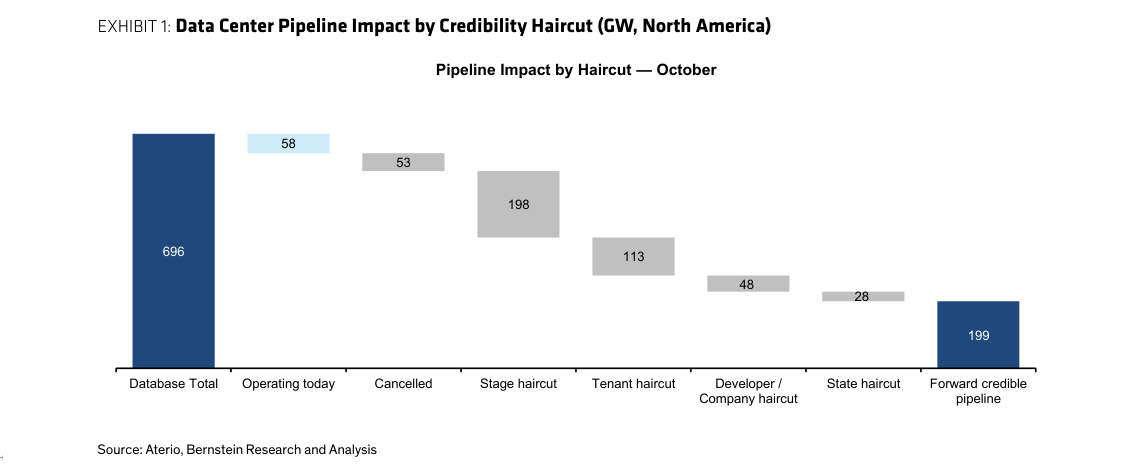 EXHIBIT 1: Data Center Pipeline Impact by Credibility Haircut (GW, North America)
Pipeline Impact by Haircut — October
696
58
53
198
113
48
28
199
Database Total
Operating today
Cancelled
Stage haircut
Tenant haircut
Developer /
Company haircut
State haircut
Forward credible
pipeline
Source: Aterio, Bernstein Research and Analysis